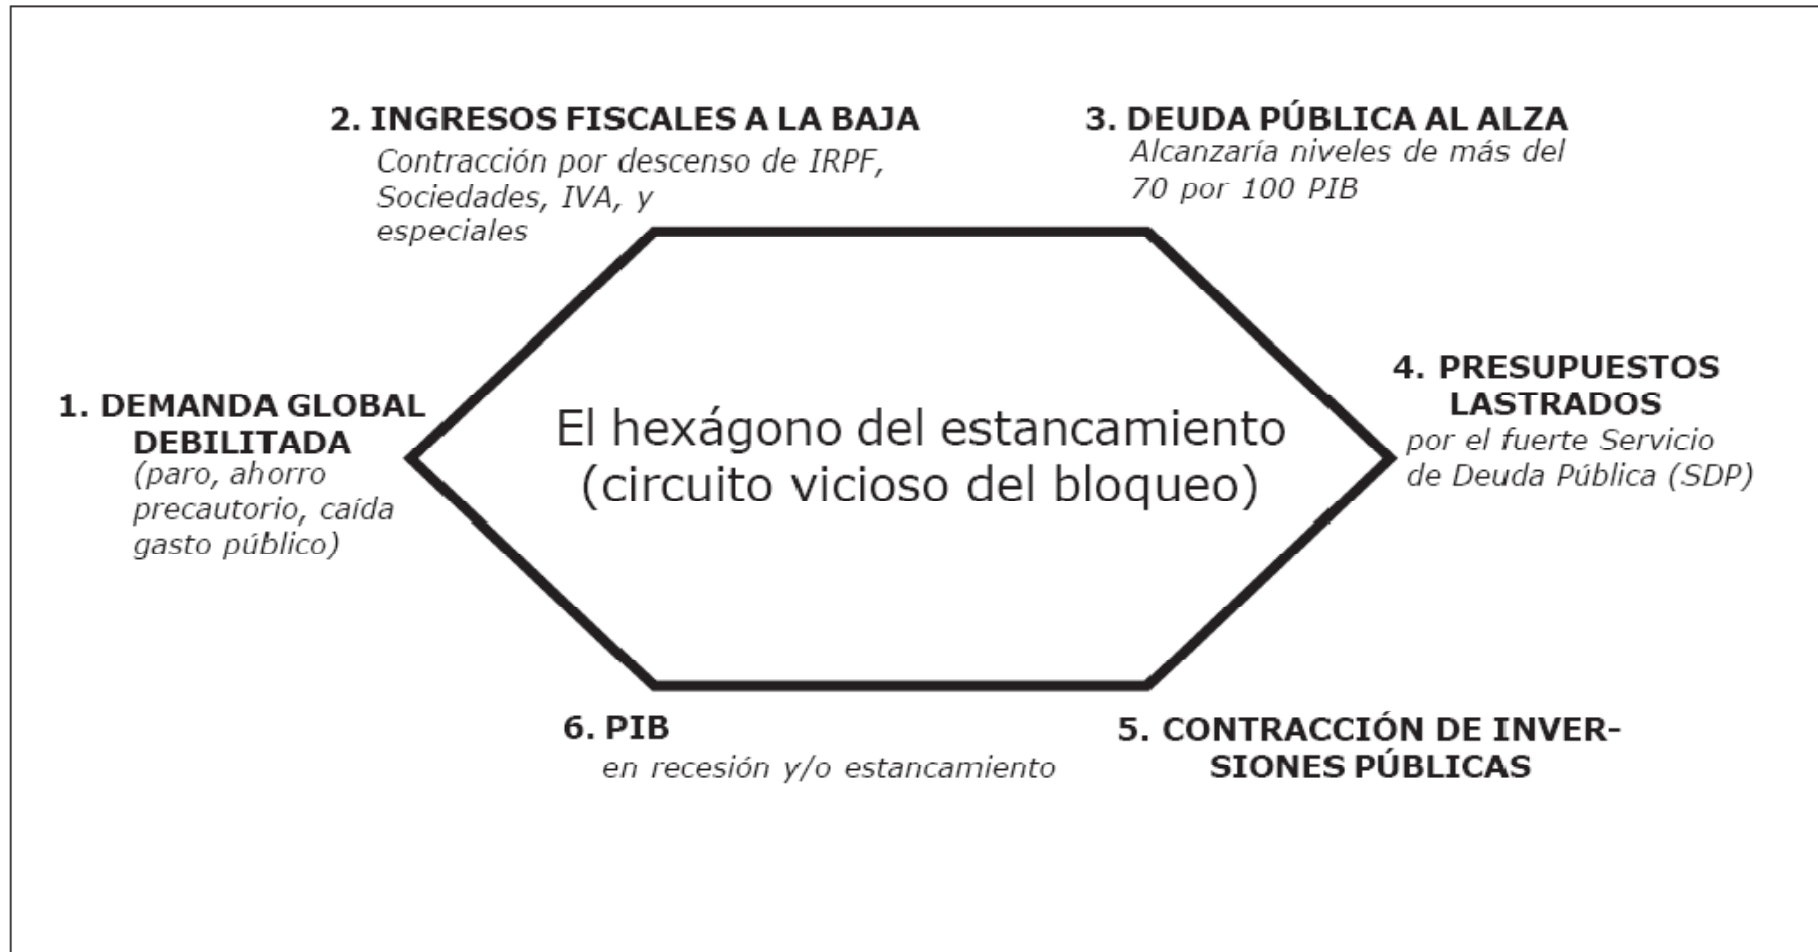 2. INGRESOS FISCALES A LA BAJA
Contracción por descenso de IRPF,
Sociedades, IVA, y
especiales
3. DEUDA PÚBLICA AL ALZA
Alcanzaría niveles de más del
70 por 100 PIB
1. DEMANDA GLOBAL
DEBILITADA
(paro, ahorro
precautorio, caída
gasto público)
El hexágono del estancamiento
(circuito vicioso del bloqueo)
4. PRESUPUESTOS
LASTRADOS
por el fuerte Servicio
de Deuda Pública (SDP)
6. PIB
en recesión y/o estancamiento
5. CONTRACCIÓN DE INVER-
SIONES PÚBLICAS